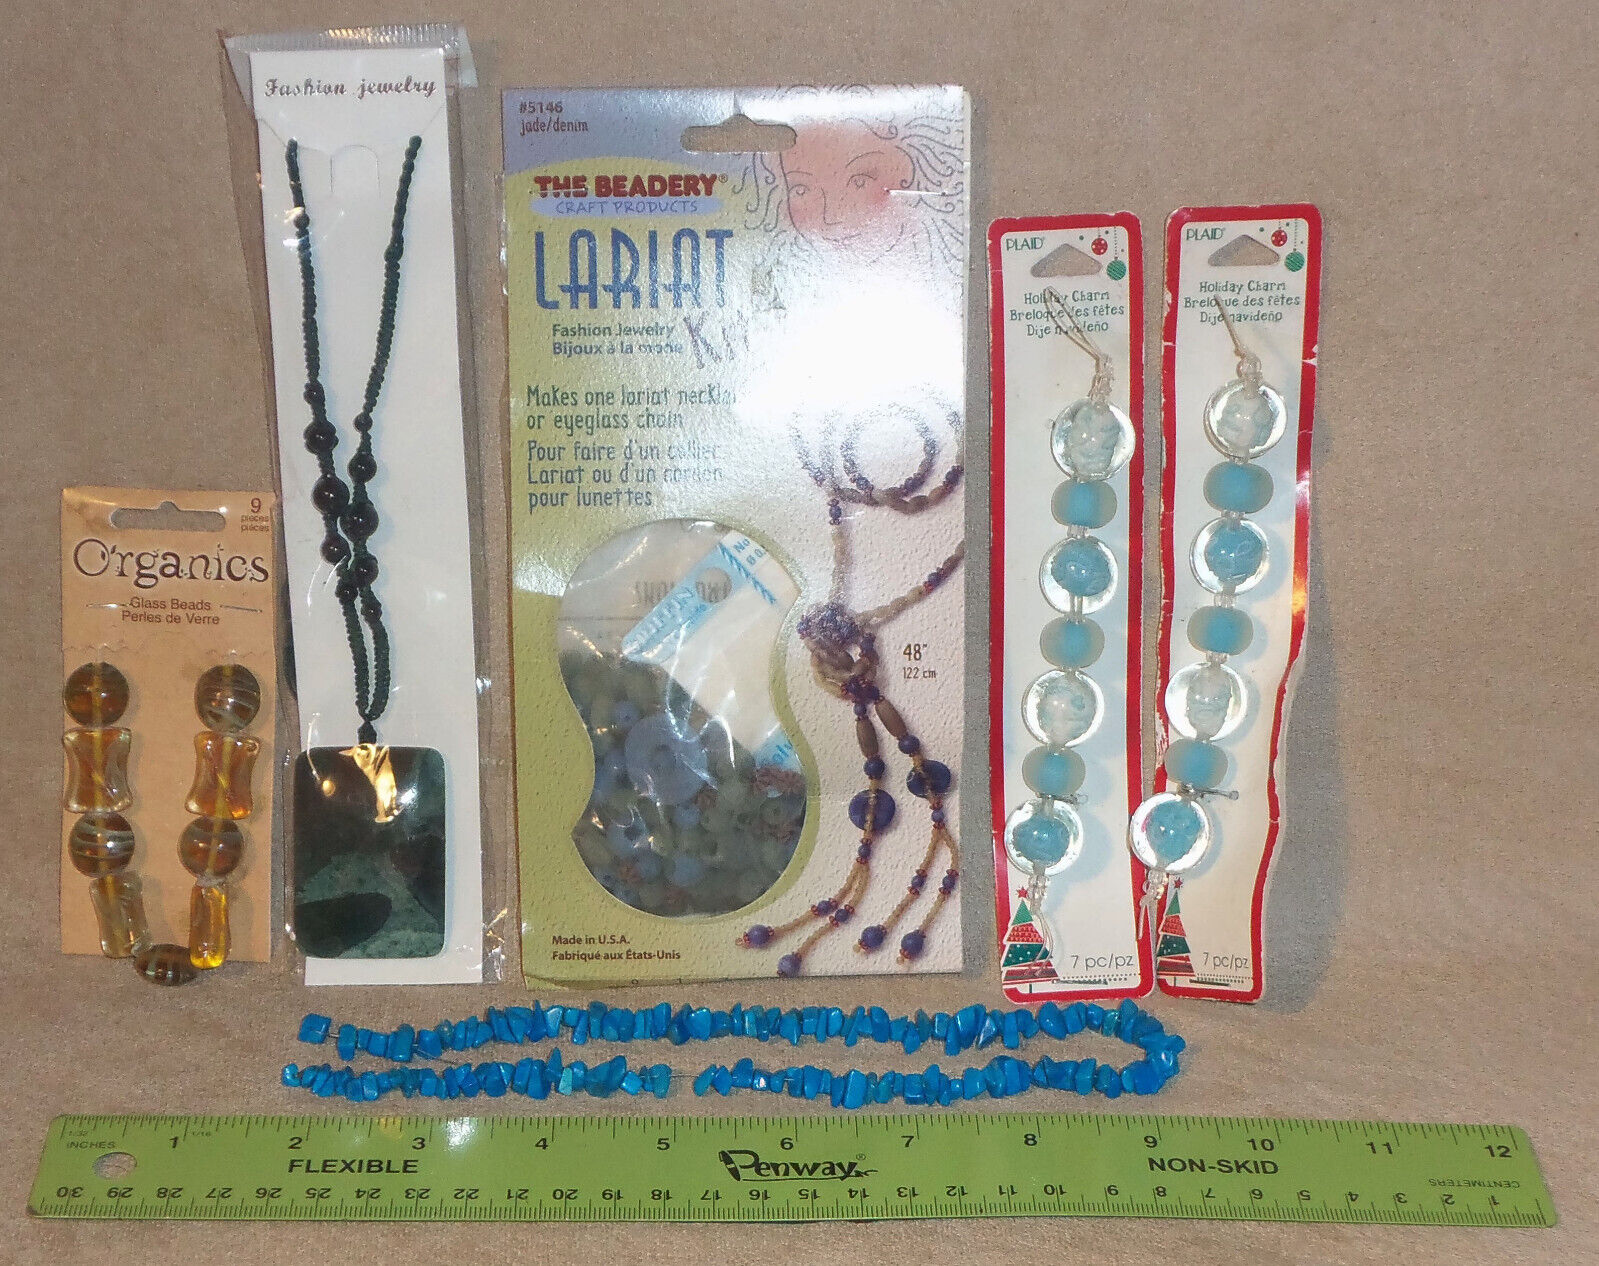 9
pieces
pièces
Organics
Glass Beads
Perles de Verre
Fashion jewelry
#5146
jade/denim
THE BEADERY®
CRAFT PRODUCTS
LARIAT
Fashion Jewelry
Bijoux à la mode
Makes one lariat
or eyeglass chain
Pour faire d'un collier
Lariat ou d'un cordon
pour lunettes
No
48"
122 cm
Made in U.S.A.
Fabriqué aux États-Unis
PLAID®
Holiday Charm
Breloque des fêtes
Dije navideño
7 pc/pz
PLAID®
Holiday Charm
Breloque des fêtes
Dije navideño
7 pc/pz
1/32 1/16
INCHES 1 2 3 4 5 6 7 8 9 10 11 12
FLEXIBLE Penway® NON-SKID
CENTIMETERS
30 29 28 27 26 25 24 23 22 21 20 19 18 17 16 15 14 13 12 11 10 9 8 7 6 5 4 3 2 1